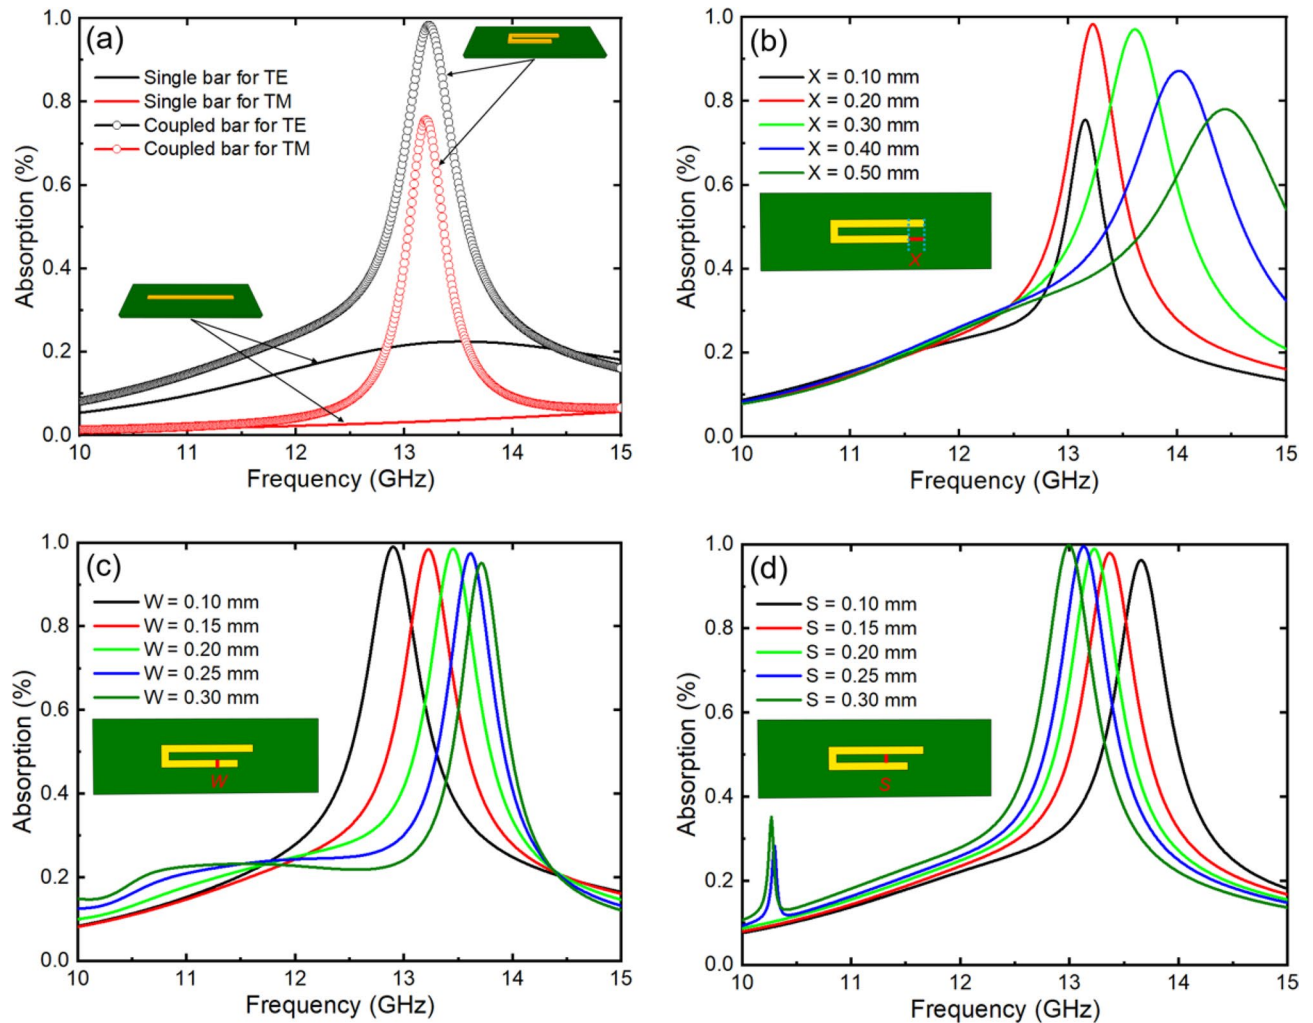 (a)
Single bar for TE
Single bar for TM
Coupled bar for TE
Coupled bar for TM
1.0
0.8
0.6
0.4
0.2
0.0
Absorption (%)
10 11 12 13 14 15
Frequency (GHz)
(b)
X = 0.10 mm
X = 0.20 mm
X = 0.30 mm
X = 0.40 mm
X = 0.50 mm
X
1.0
0.8
0.6
0.4
0.2
0.0
Absorption (%)
10 11 12 13 14 15
Frequency (GHz)
(c)
W = 0.10 mm
W = 0.15 mm
W = 0.20 mm
W = 0.25 mm
W = 0.30 mm
W
1.0
0.8
0.6
0.4
0.2
0.0
Absorption (%)
10 11 12 13 14 15
Frequency (GHz)
(d)
S = 0.10 mm
S = 0.15 mm
S = 0.20 mm
S = 0.25 mm
S = 0.30 mm
S
1.0
0.8
0.6
0.4
0.2
0.0
Absorption (%)
10 11 12 13 14 15
Frequency (GHz)